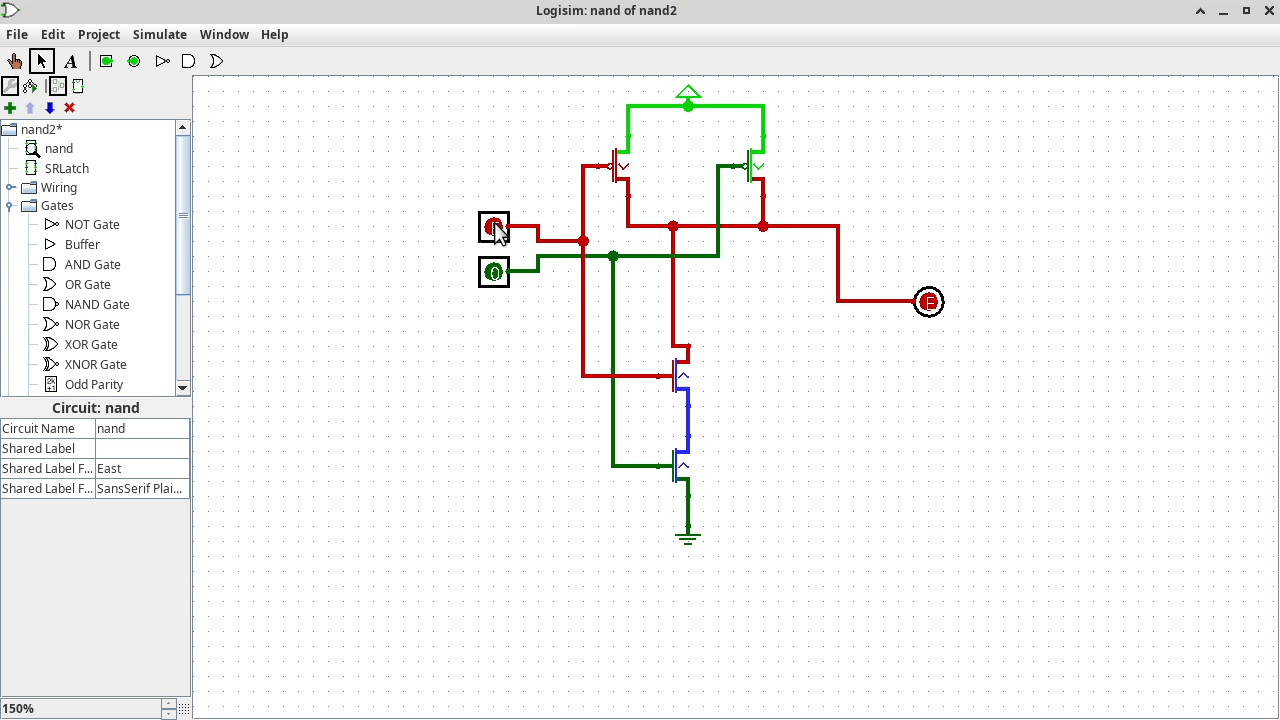 Logisim: nand of nand2
File Edit Project Simulate Window Help
A
nand2*
nand
SRLatch
Wiring
Gates
NOT Gate
Buffer
AND Gate
OR Gate
NAND Gate
NOR Gate
XOR Gate
XNOR Gate
Odd Parity
Circuit: nand
Circuit Name nand
Shared Label
Shared Label F... East
Shared Label F... SansSerif Plai...
150%
0
E